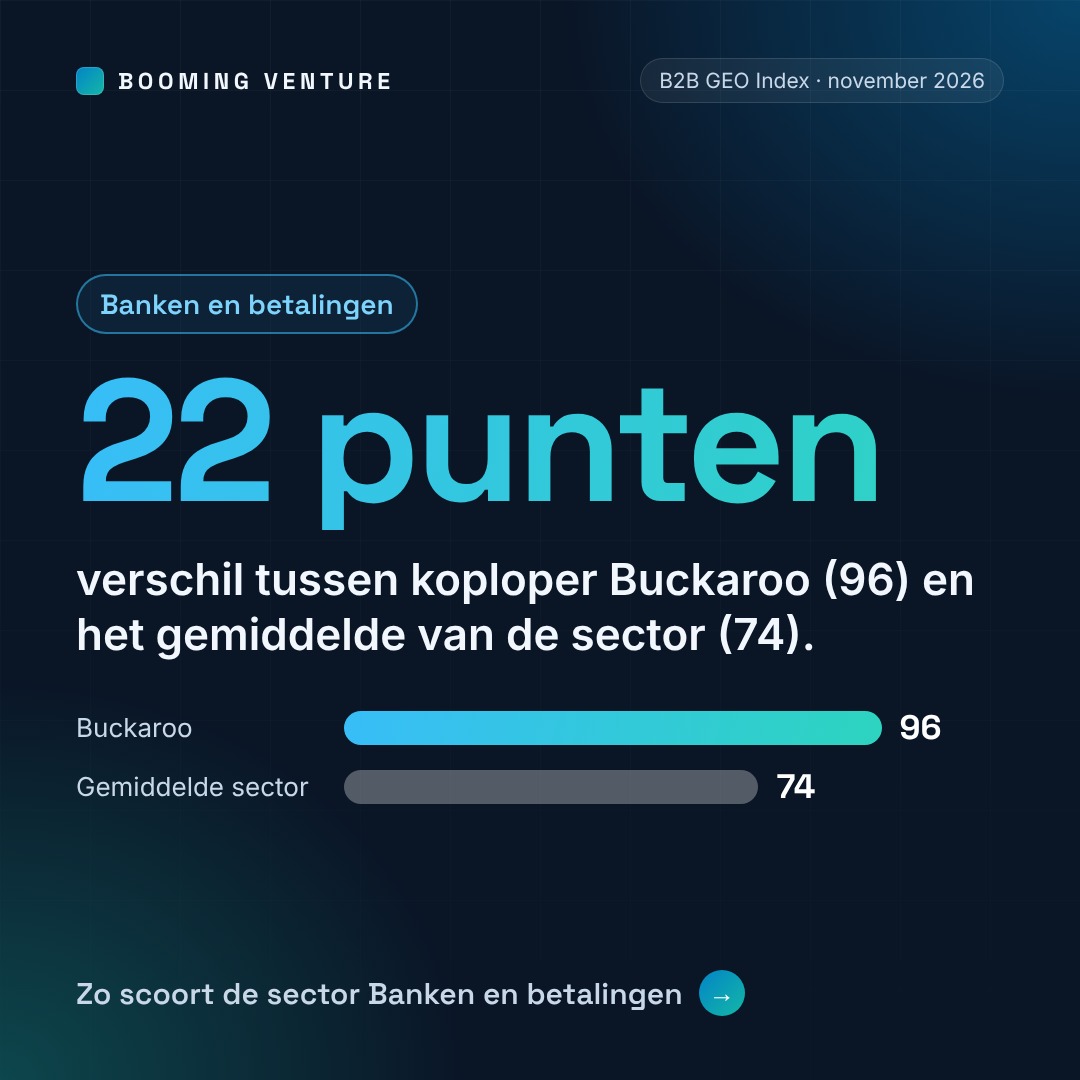 BOOMING VENTURE
B2B GEO Index · november 2026
Banken en betalingen
22 punten
verschil tussen koploper Buckaroo (96) en
het gemiddelde van de sector (74).
Buckaroo 96
Gemiddelde sector 74
Zo scoort de sector Banken en betalingen →